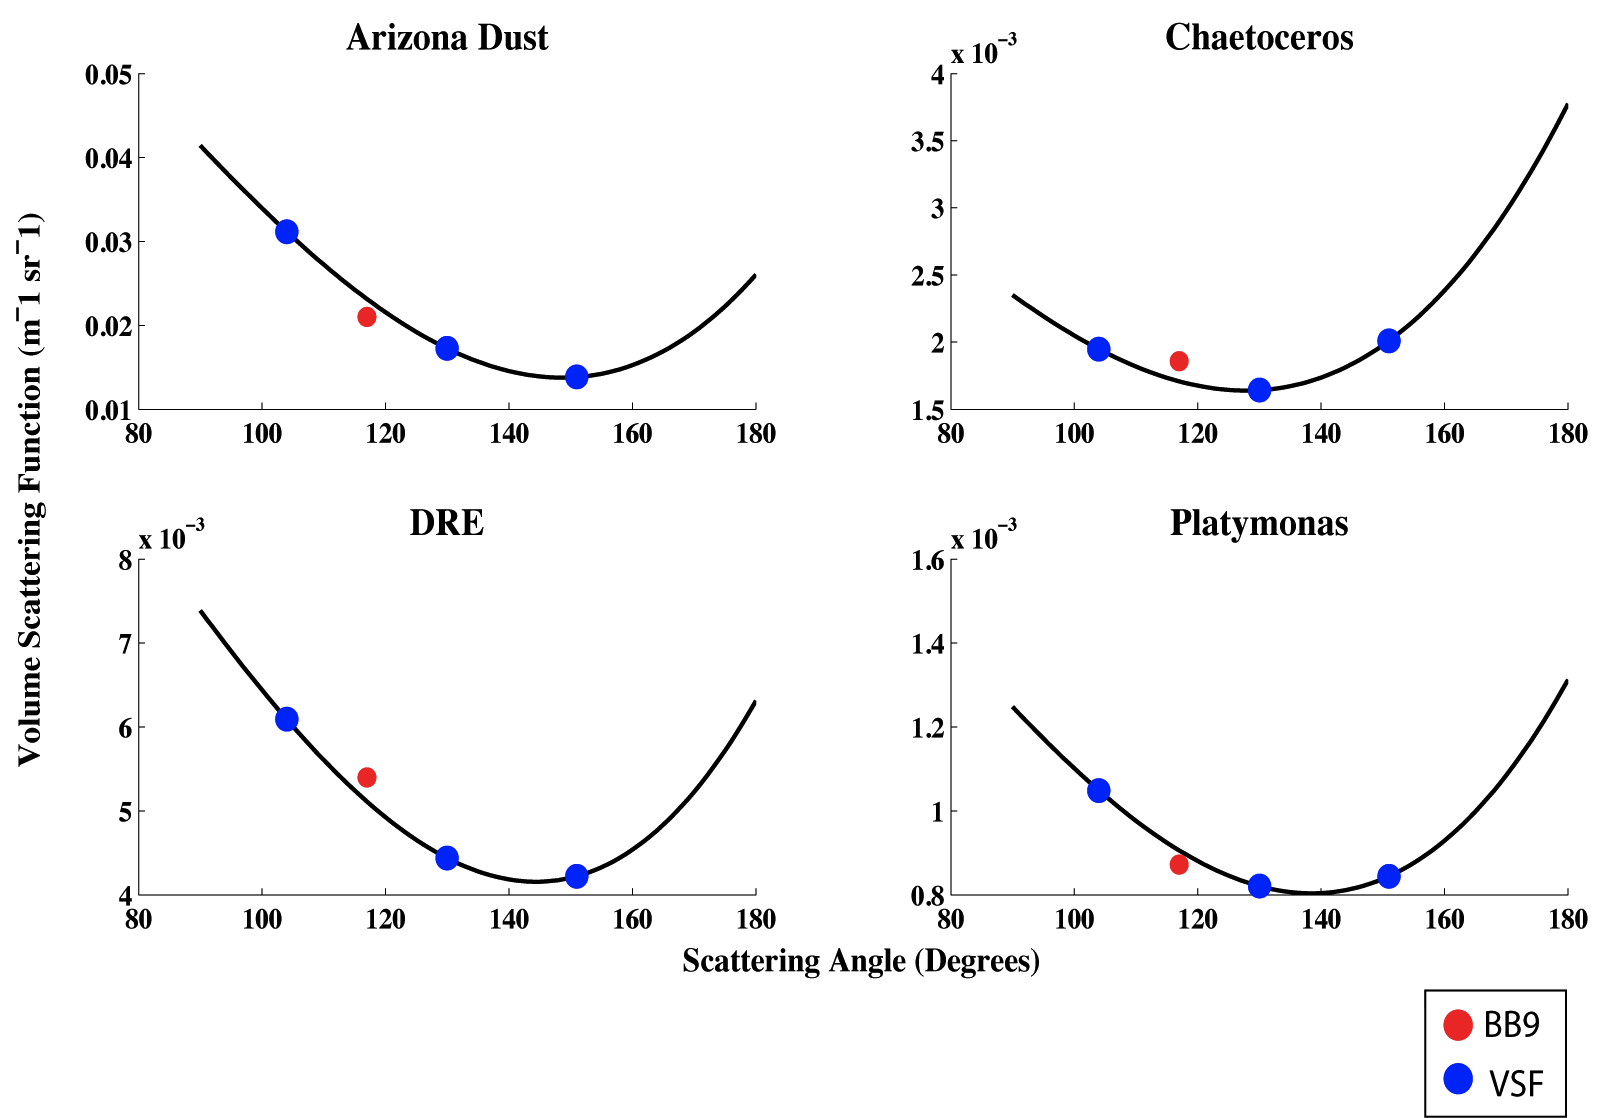 Arizona Dust
0.05
0.04
0.03
0.02
0.01
80 100 120 140 160 180
Chaetoceros
x 10⁻³
4
3.5
3
2.5
2
1.5
80 100 120 140 160 180
Volume Scattering Function (m⁻1 sr⁻1)
DRE
x 10⁻³
8
7
6
5
4
80 100 120 140 160 180
Platymonas
x 10⁻³
1.6
1.4
1.2
1
0.8
80 100 120 140 160 180
Scattering Angle (Degrees)
BB9
VSF